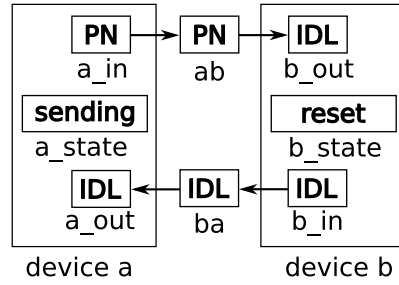 PN PN IDL
a_in ab b_out
sending reset
a_state b_state
IDL IDL IDL
a_out ba b_in
device a device b